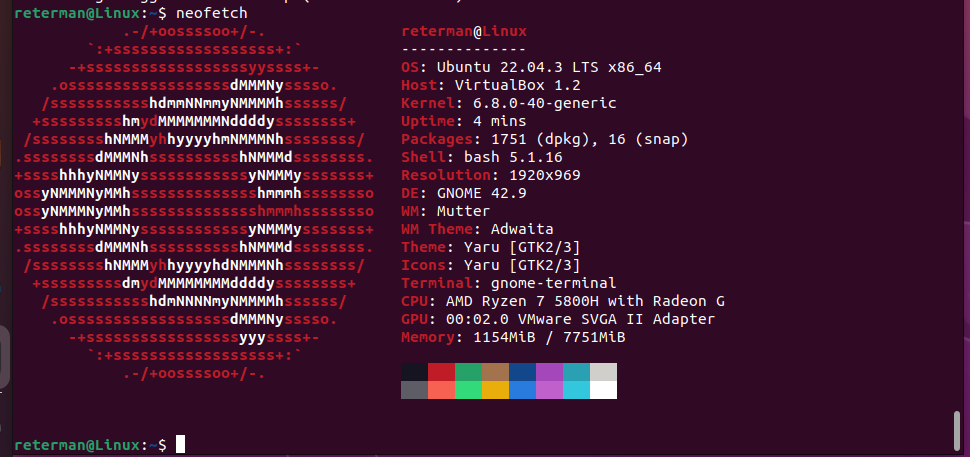 reterman@Linux:~$ neofetch
            .-/+oossssoo+/-.               reterman@Linux
        `:+ssssssssssssssssss+:`           --------------
      -+ssssssssssssssssssyyssss+-         OS: Ubuntu 22.04.3 LTS x86_64
    .ossssssssssssssssssdMMMNysssso.       Host: VirtualBox 1.2
   /ssssssssssshdmmNNmmyNMMMMhssssss/      Kernel: 6.8.0-40-generic
  +ssssssssshmydMMMMMMMNddddyssssssss+     Uptime: 4 mins
 /sssssssshNMMMyhhyyyyhmNMMMNhssssssss/    Packages: 1751 (dpkg), 16 (snap)
.ssssssssdMMMNhsssssssssshNMMMdssssssss.   Shell: bash 5.1.16
+sssshhhyNMMNyssssssssssssyNMMMysssssss+   Resolution: 1920x969
ossyNMMMNyMMhsssssssssssssshmmmhssssssso   DE: GNOME 42.9
ossyNMMMNyMMhsssssssssssssshmmmhssssssso   WM: Mutter
+sssshhhyNMMNyssssssssssssyNMMMysssssss+   WM Theme: Adwaita
.ssssssssdMMMNhsssssssssshNMMMdssssssss.   Theme: Yaru [GTK2/3]
 /sssssssshNMMMyhhyyyyhdNMMMNhssssssss/    Icons: Yaru [GTK2/3]
  +sssssssssdmydMMMMMMMMddddyssssssss+     Terminal: gnome-terminal
   /ssssssssssshdmNNNNmyNMMMMhssssss/      CPU: AMD Ryzen 7 5800H with Radeon G
    .ossssssssssssssssssdMMMNysssso.       GPU: 00:02.0 VMware SVGA II Adapter
      -+sssssssssssssssssyyyssss+-         Memory: 1154MiB / 7751MiB
        `:+ssssssssssssssssss+:`
            .-/+oossssoo+/-.
reterman@Linux:~$